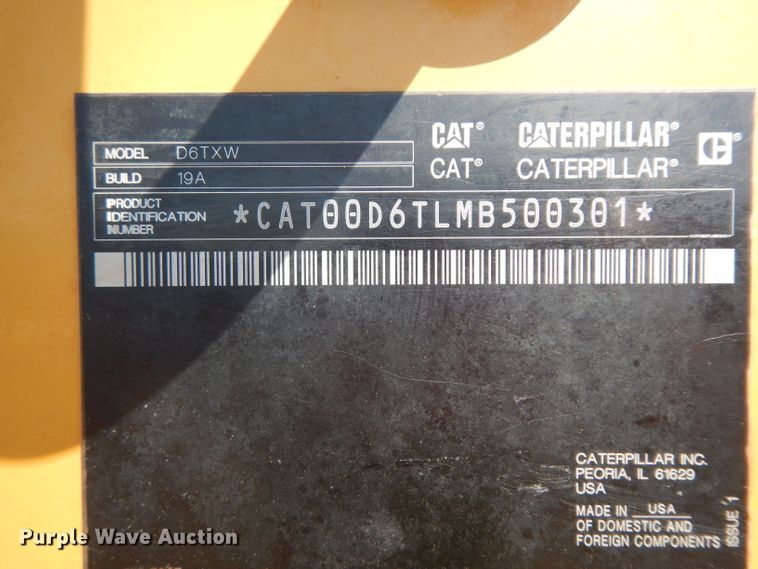 CAT® CATERPILLAR®
MODEL D6TXW
CAT® CATERPILLAR®
BUILD 19A
PRODUCT
IDENTIFICATION
NUMBER
*CAT00D6TLMB500301*
CATERPILLAR INC.
PEORIA, IL 61629
USA
MADE IN USA
OF DOMESTIC AND
FOREIGN COMPONENTS
ISSUE 1
Purple Wave Auction